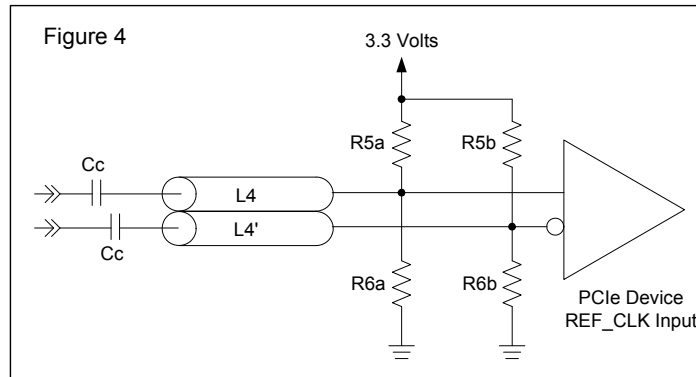 Figure 4
3.3 Volts
R5a
R5b
Cc
L4
L4'
Cc
R6a
R6b
PCIe Device
REF_CLK Input